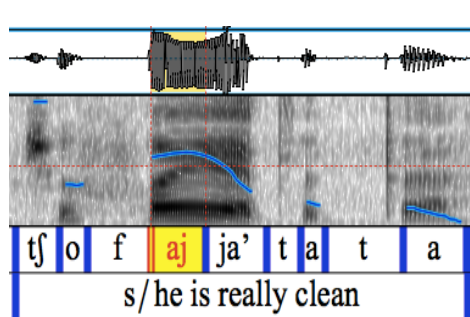 tʃ o f aj ja’ t a t a
s/he is really clean